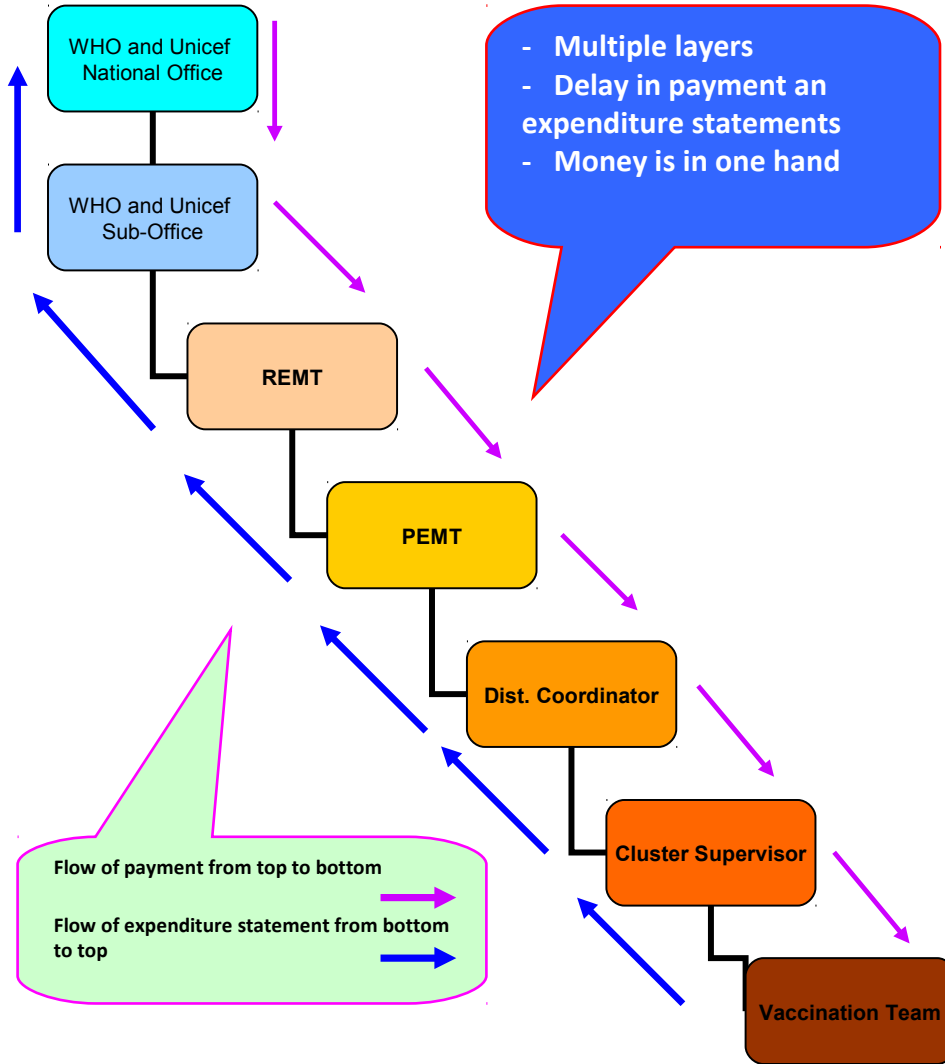 WHO and Unicef
National Office
- Multiple layers
- Delay in payment an
expenditure statements
- Money is in one hand
WHO and Unicef
Sub-Office
REMT
PEMT
Dist. Coordinator
Cluster Supervisor
Flow of payment from top to bottom
Flow of expenditure statement from bottom
to top
Vaccination Team